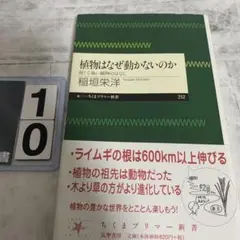 植物はなぜ動かないのか
弱くて強い植物のはなし
稲垣栄洋
ちくまプリマー新書
252
10
・ライムギの根は600km以上伸びる
・植物の祖先は動物だった
・木より草の方がより進化している
植物の豊かな世界をとことん楽しもう!
ちくまプリマー新書
筑摩書房